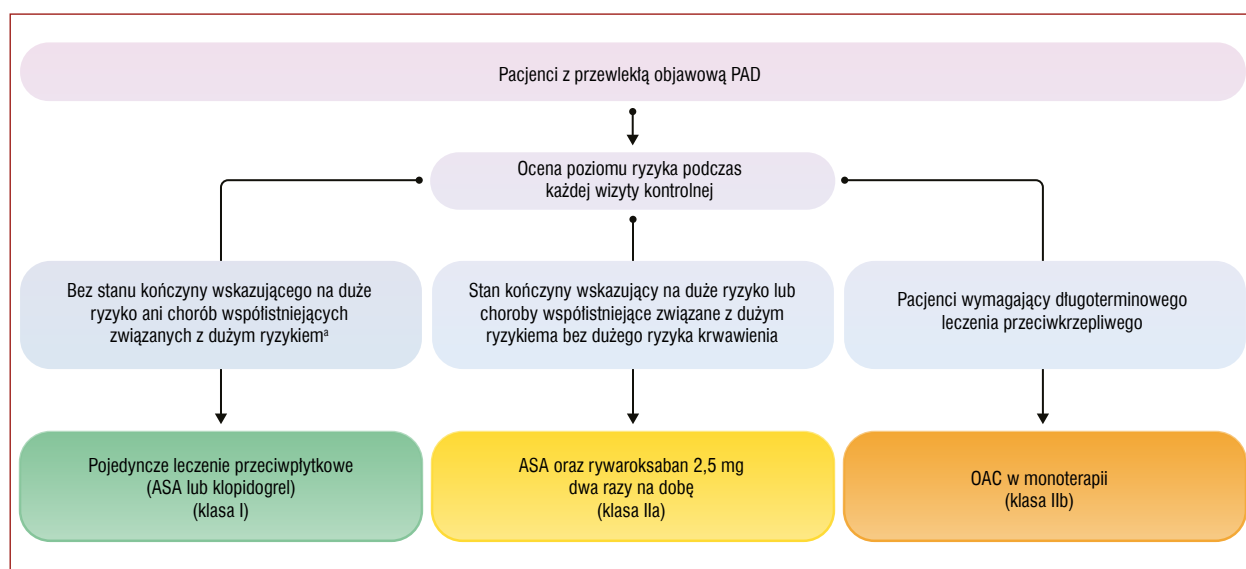 Pacjenci z przewlekłą objawową PAD
Ocena poziomu ryzyka podczas
każdej wizyty kontrolnej
Bez stanu kończyny wskazującego na duże
ryzyko ani chorób współistniejących
związanych z dużym ryzykiemᵃ
Stan kończyny wskazujący na duże ryzyko lub
choroby współistniejące związane z dużym
ryzykiema bez dużego ryzyka krwawienia
Pacjenci wymagający długoterminowego
leczenia przeciwkrzepliwego
Pojedyncze leczenie przeciwpłytkowe
(ASA lub klopidogrel)
(klasa I)
ASA oraz rywaroksaban 2,5 mg
dwa razy na dobę
(klasa IIa)
OAC w monoterapii
(klasa IIb)